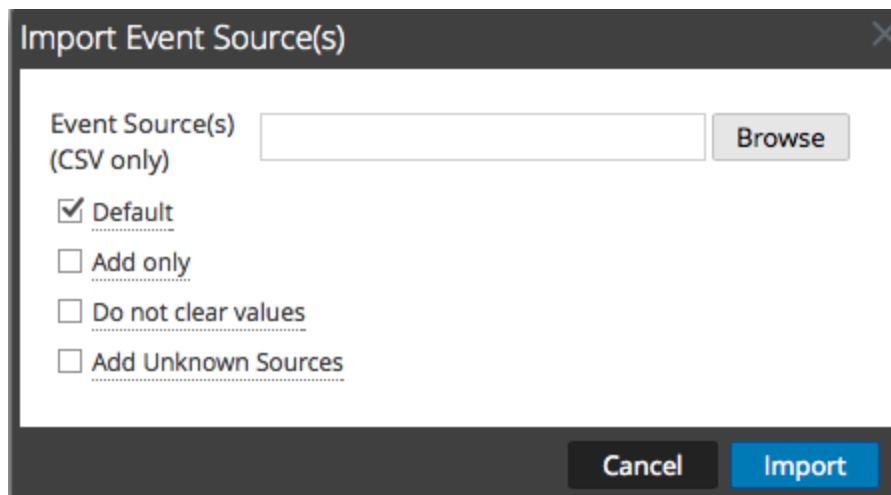 Import Event Source(s)
Event Source(s)
(CSV only)
Browse
Default
Add only
Do not clear values
Add Unknown Sources
Cancel
Import